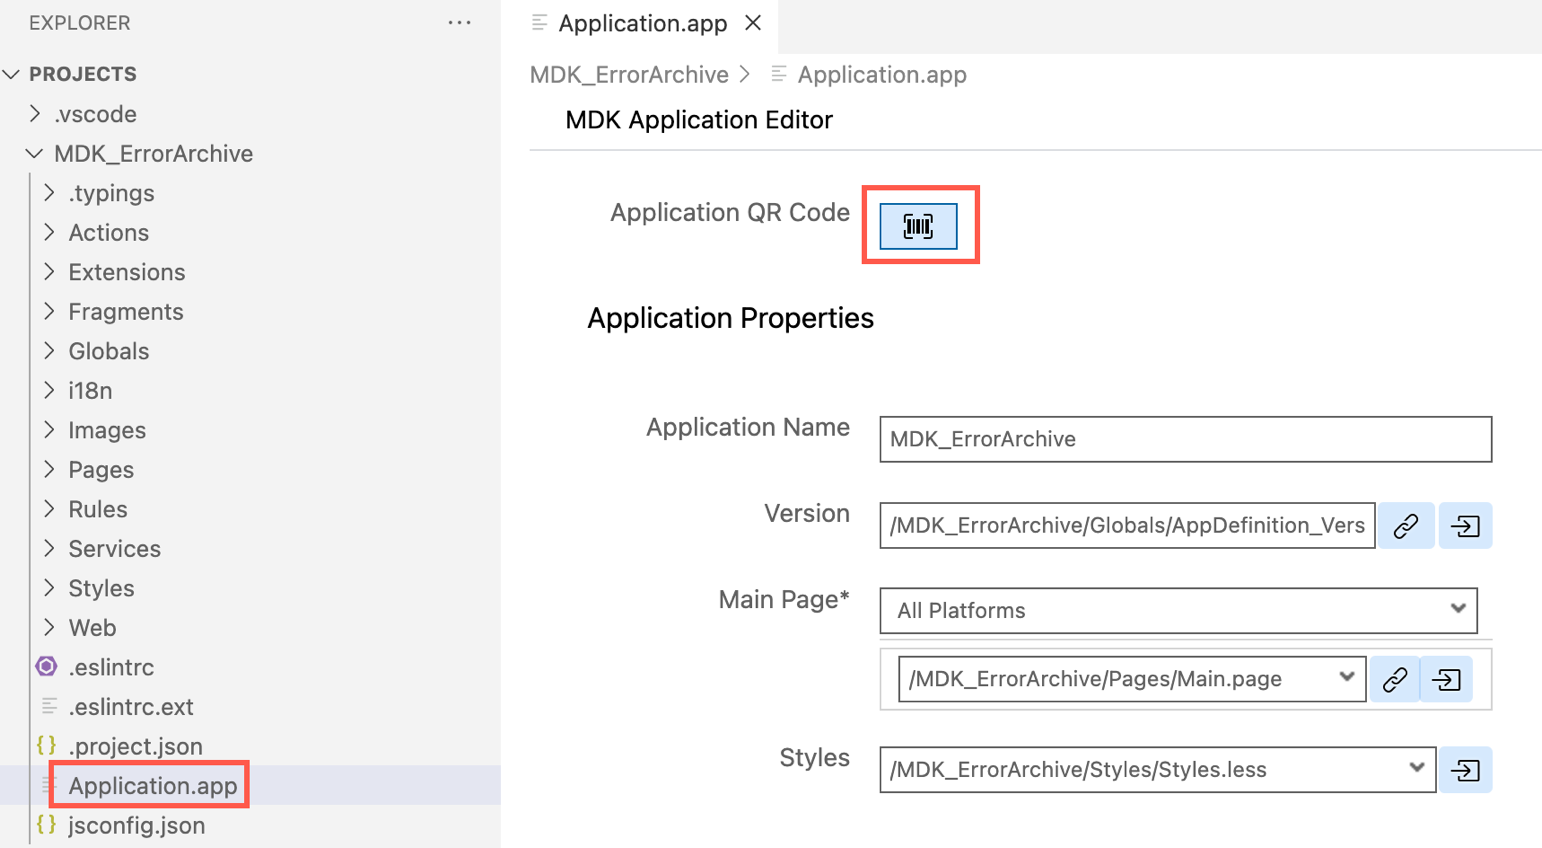 EXPLORER
...
PROJECTS
.vscode
MDK_ErrorArchive
.typings
Actions
Extensions
Fragments
Globals
i18n
Images
Pages
Rules
Services
Styles
Web
.eslintrc
.eslintrc.ext
{} .project.json
Application.app
{} jsconfig.json
Application.app
MDK_ErrorArchive > Application.app
MDK Application Editor
Application QR Code
Application Properties
Application Name
MDK_ErrorArchive
Version
/MDK_ErrorArchive/Globals/AppDefinition_Vers
Main Page*
All Platforms
/MDK_ErrorArchive/Pages/Main.page
Styles
/MDK_ErrorArchive/Styles/Styles.less